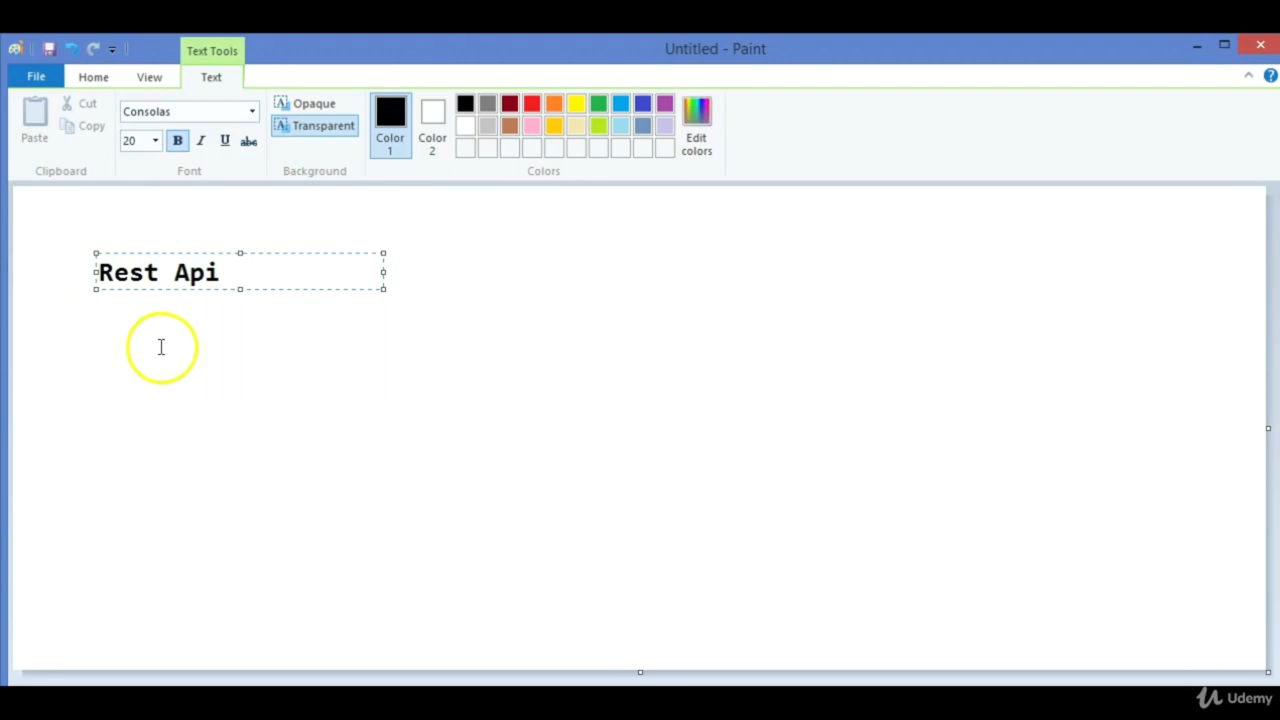 Untitled - Paint
Text Tools
File Home View Text
Paste
Cut
Copy
Clipboard
Consolas
20 B I U abc
Font
Opaque
Transparent
Background
Color 1
Color 2
Edit colors
Colors
Rest Api
Udemy